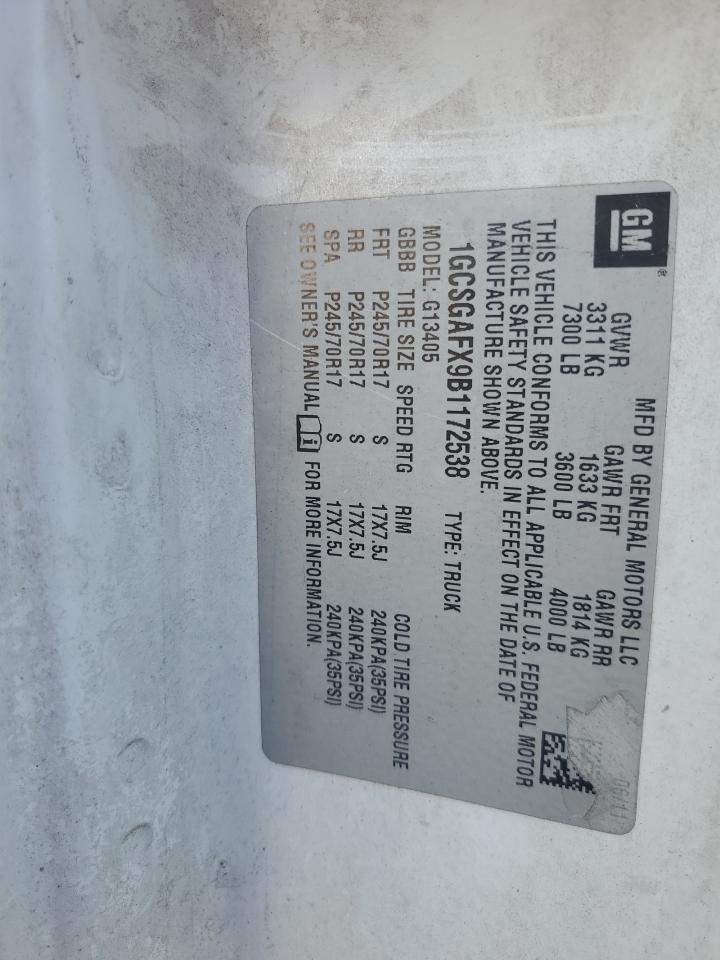 GM®
MFD BY GENERAL MOTORS LLC
06/11
GVWR GAWR FRT GAWR RR
3311 KG 1633 KG 1814 KG
7300 LB 3600 LB 4000 LB
THIS VEHICLE CONFORMS TO ALL APPLICABLE U.S. FEDERAL MOTOR
VEHICLE SAFETY STANDARDS IN EFFECT ON THE DATE OF
MANUFACTURE SHOWN ABOVE.
1GCSGAFX9B1172538 TYPE: TRUCK
MODEL: G13405
GBBB TIRE SIZE SPEED RTG RIM COLD TIRE PRESSURE
FRT P245/70R17 S 17X7.5J 240KPA(35PSI)
RR P245/70R17 S 17X7.5J 240KPA(35PSI)
SPA P245/70R17 S 17X7.5J 240KPA(35PSI)
SEE OWNER'S MANUAL FOR MORE INFORMATION.